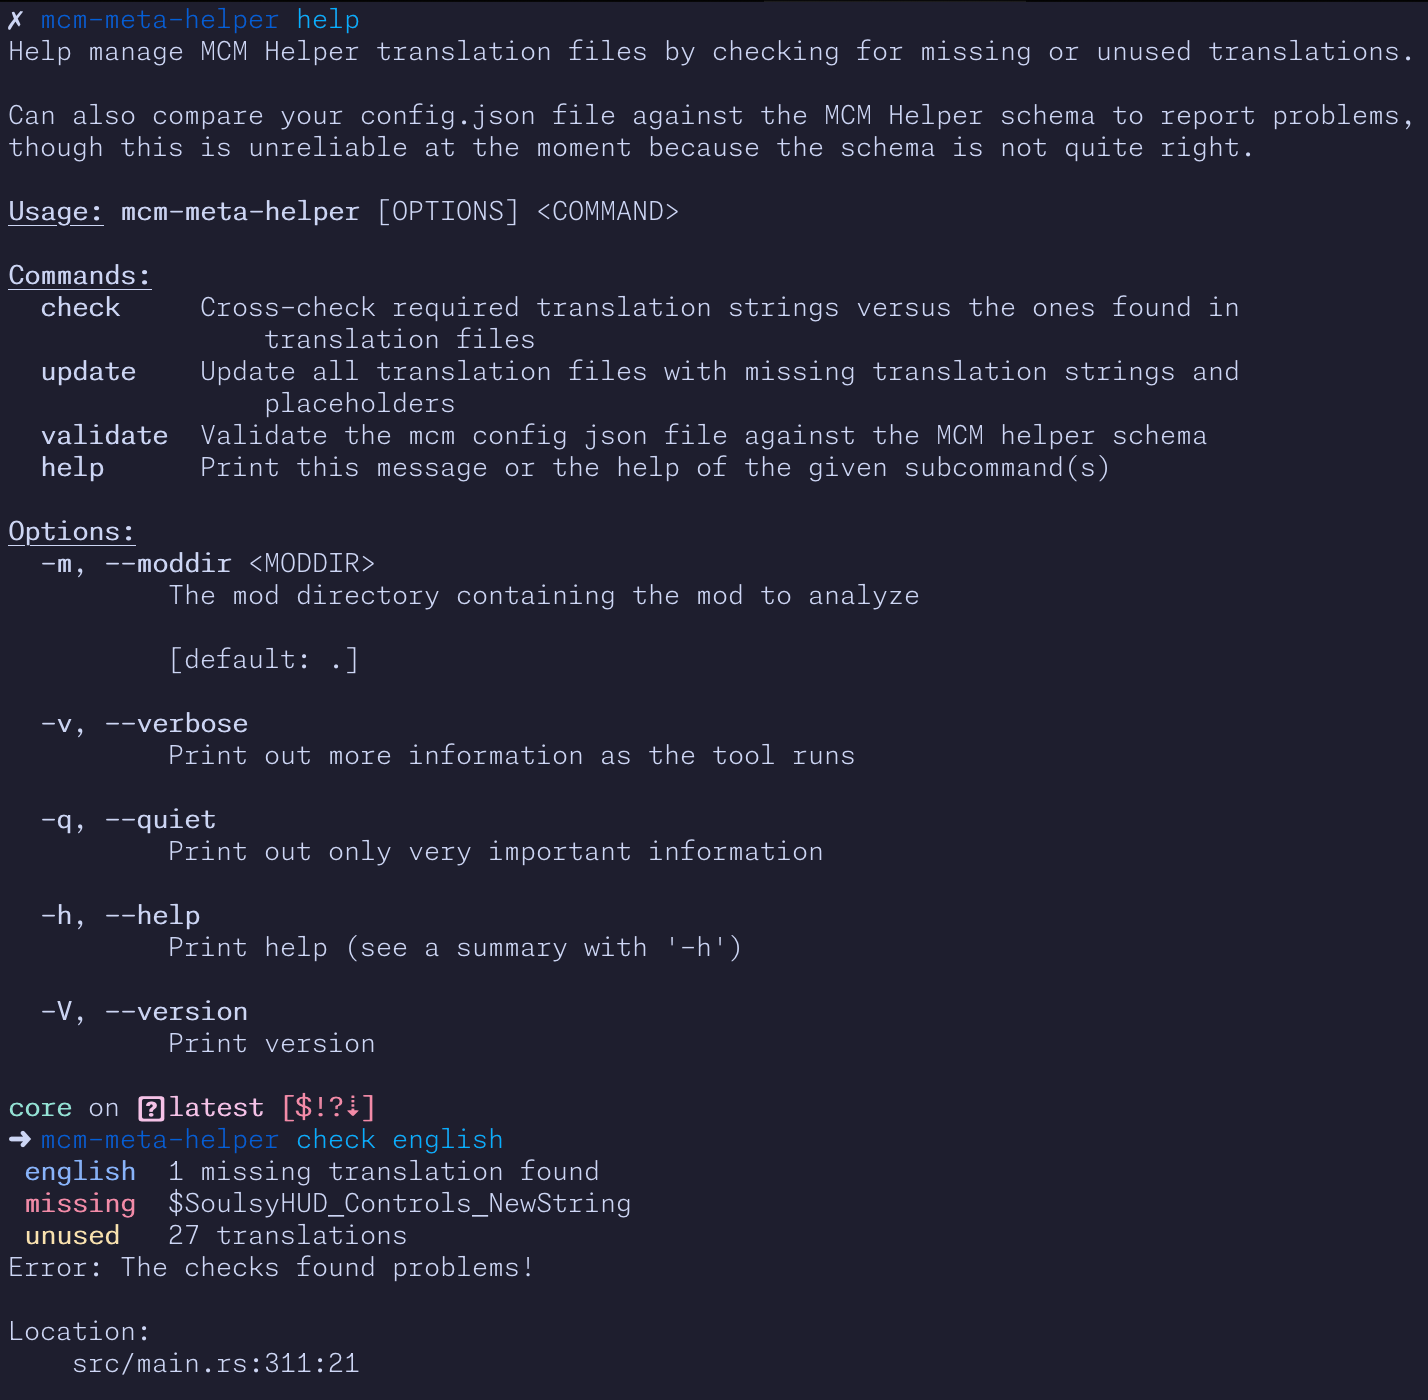 ✗ mcm-meta-helper help
Help manage MCM Helper translation files by checking for missing or unused translations.
Can also compare your config.json file against the MCM Helper schema to report problems,
though this is unreliable at the moment because the schema is not quite right.
Usage: mcm-meta-helper [OPTIONS] <COMMAND>
Commands:
check     Cross-check required translation strings versus the ones found in
translation files
update    Update all translation files with missing translation strings and
placeholders
validate  Validate the mcm config json file against the MCM helper schema
help      Print this message or the help of the given subcommand(s)
Options:
-m, --moddir <MODDIR>
The mod directory containing the mod to analyze
[default: .]
-v, --verbose
Print out more information as the tool runs
-q, --quiet
Print out only very important information
-h, --help
Print help (see a summary with '-h')
-V, --version
Print version
core on [?]latest [$!?⇣]
➜ mcm-meta-helper check english
english  1 missing translation found
missing  $SoulsyHUD_Controls_NewString
unused   27 translations
Error: The checks found problems!
Location:
src/main.rs:311:21